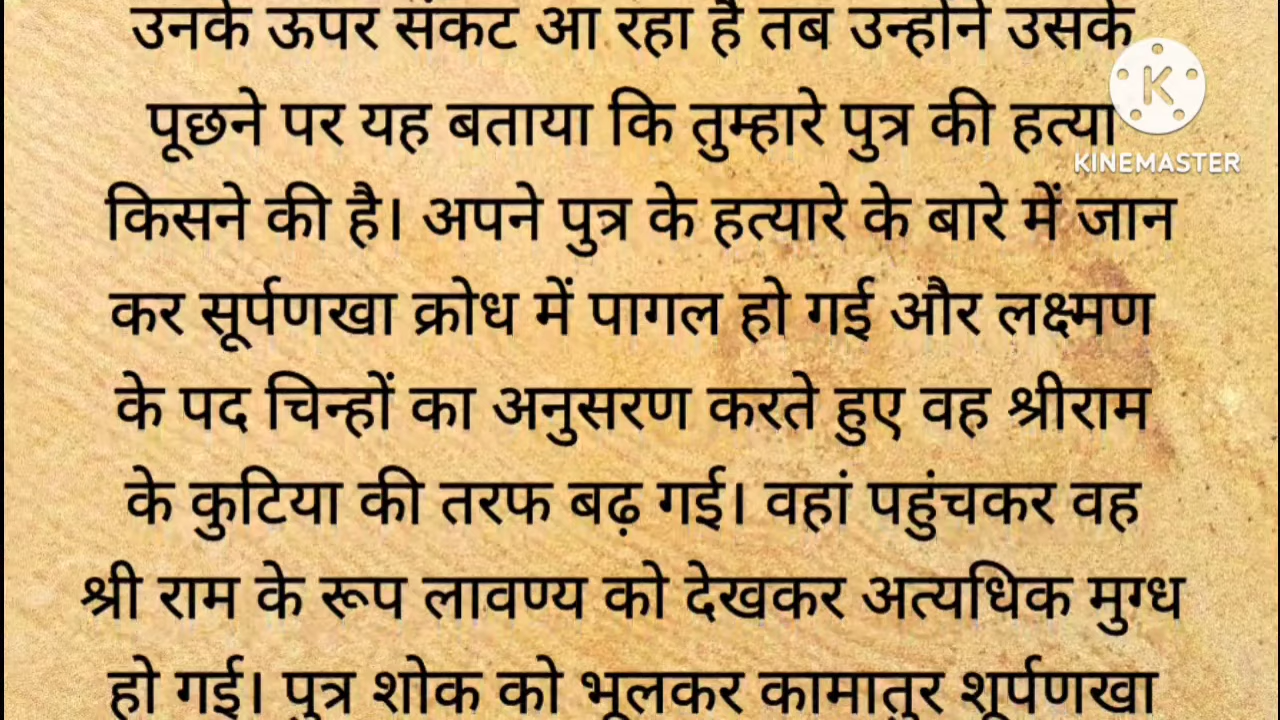 उनके ऊपर संकट आ रहा है तब उन्होंने उसके
पूछने पर यह बताया कि तुम्हारे पुत्र की हत्या
KINEMASTER
किसने की है। अपने पुत्र के हत्यारे के बारे में जान
कर सूर्पणखा क्रोध में पागल हो गई और लक्ष्मण
के पद चिन्हों का अनुसरण करते हुए वह श्रीराम
के कुटिया की तरफ बढ़ गई। वहां पहुंचकर वह
श्री राम के रूप लावण्य को देखकर अत्यधिक मुग्ध
हो गई। पुत्र शोक को भूलकर कामातुर शूर्पणखा